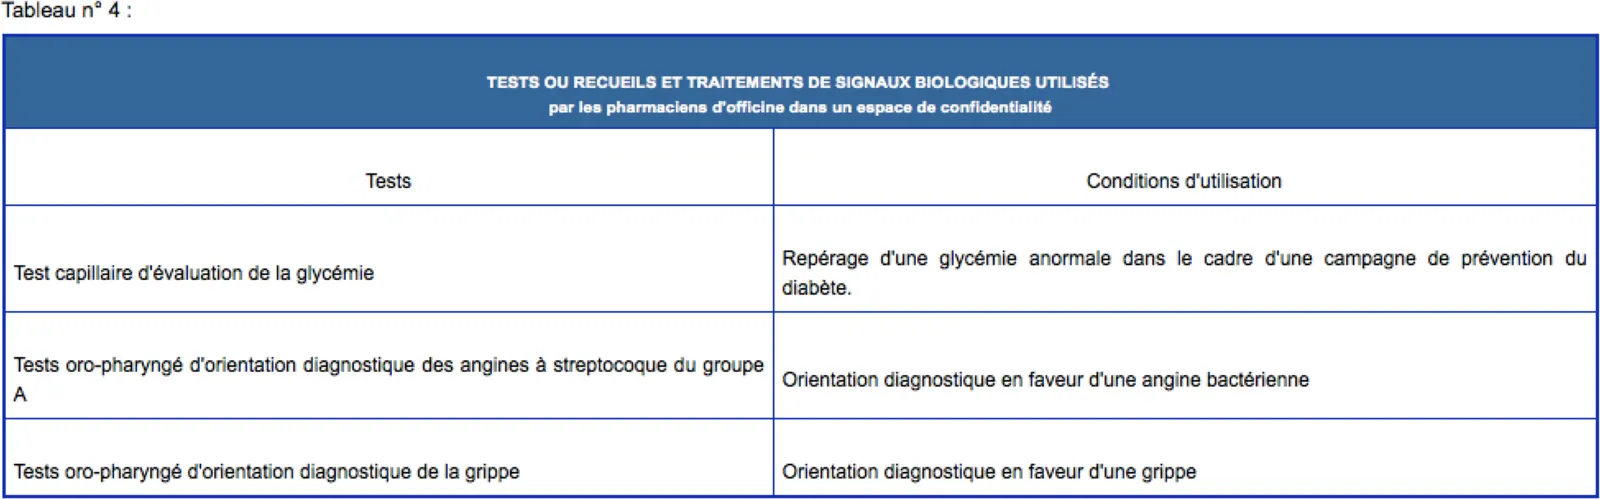 Tableau n° 4 :
TESTS OU RECUEILS ET TRAITEMENTS DE SIGNAUX BIOLOGIQUES UTILISÉS
par les pharmaciens d'officine dans un espace de confidentialité
Tests
Conditions d'utilisation
Test capillaire d'évaluation de la glycémie
Repérage d'une glycémie anormale dans le cadre d'une campagne de prévention du
diabète.
Tests oro-pharyngé d'orientation diagnostique des angines à streptocoque du groupe
A
Orientation diagnostique en faveur d'une angine bactérienne
Tests oro-pharyngé d'orientation diagnostique de la grippe
Orientation diagnostique en faveur d'une grippe